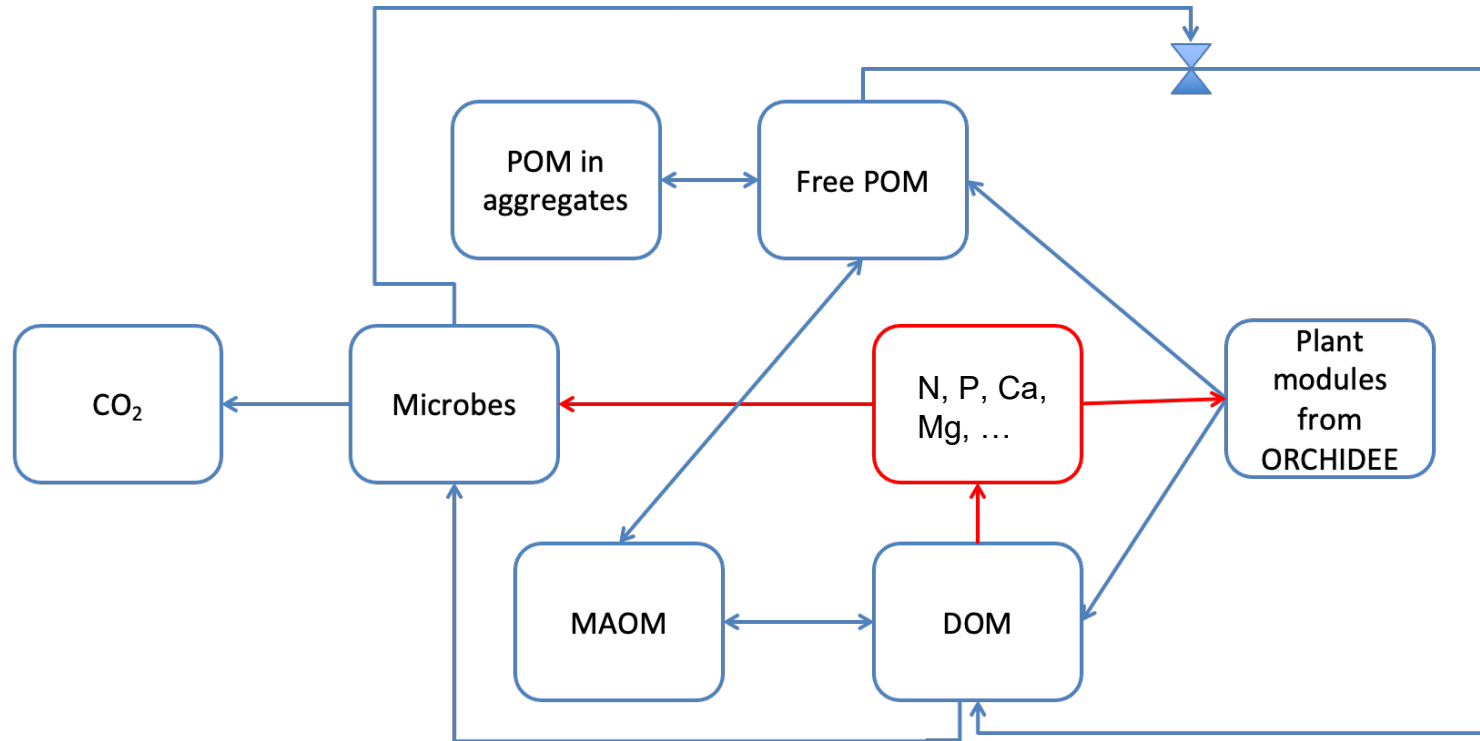 POM in
aggregates
Free POM
CO₂
Microbes
N, P, Ca,
Mg, …
Plant
modules
from
ORCHIDEE
MAOM
DOM